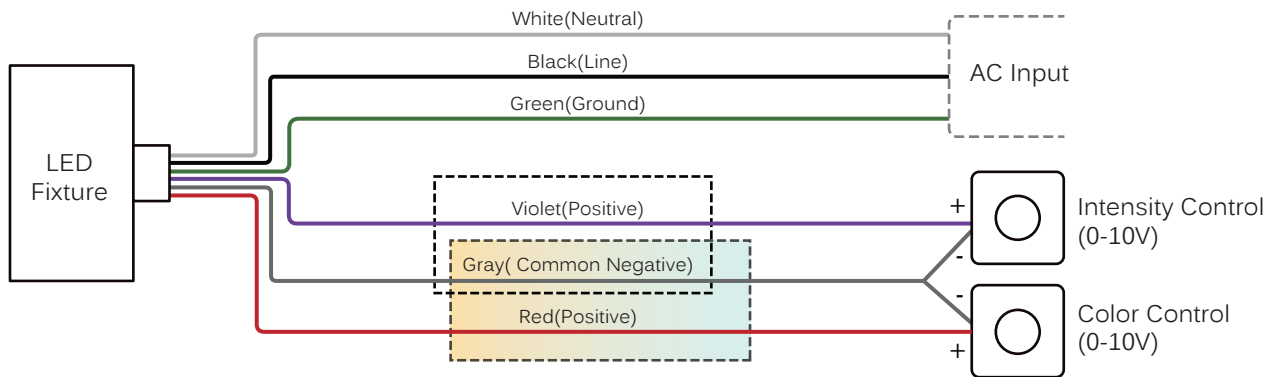 White(Neutral)
Black(Line)
Green(Ground)
AC Input
LED
Fixture
Violet(Positive)
+
Intensity Control
(0-10V)
-
Gray( Common Negative)
-
Red(Positive)
+
Color Control
(0-10V)